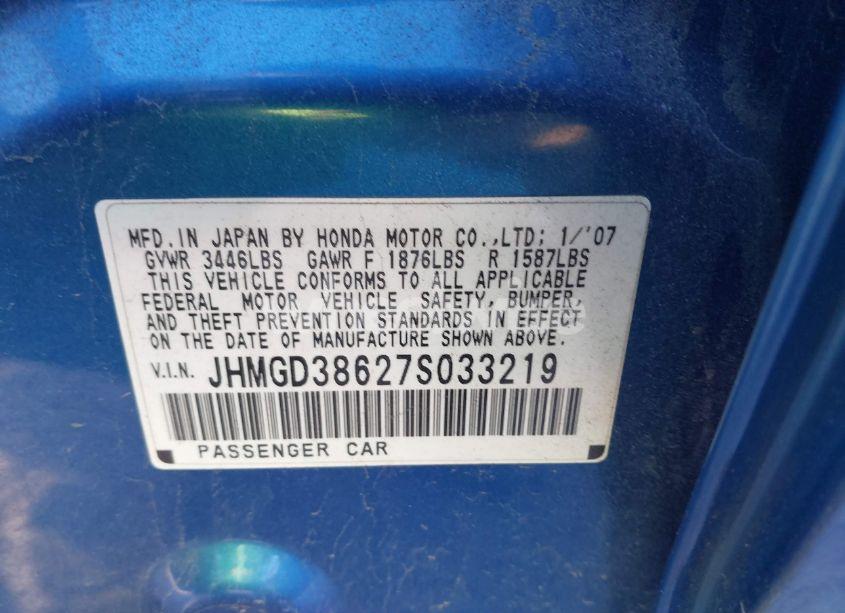 MFD. IN JAPAN BY HONDA MOTOR CO.,LTD; 1/'07
GVWR 3446LBS GAWR F 1876LBS R 1587LBS
THIS VEHICLE CONFORMS TO ALL APPLICABLE
FEDERAL MOTOR VEHICLE SAFETY, BUMPER,
AND THEFT PREVENTION STANDARDS IN EFFECT
ON THE DATE OF MANUFACTURE SHOWN ABOVE.
V.I.N. JHMGD38627S033219
PASSENGER CAR